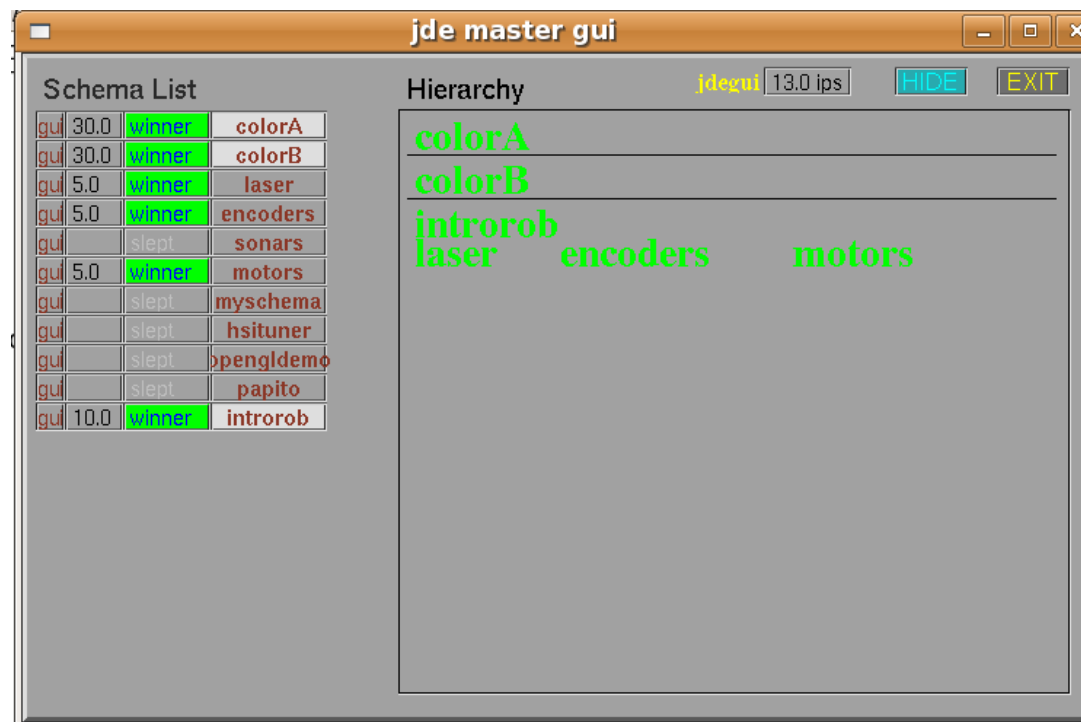 jde master gui
Schema List
Hierarchy
jdegui 13.0 ips HIDE EXIT
gui 30.0 winner colorA
gui 30.0 winner colorB
gui 5.0 winner laser
gui 5.0 winner encoders
gui slept sonars
gui 5.0 winner motors
gui slept myschema
gui slept hsituner
gui slept opengldemo
gui slept papito
gui 10.0 winner introrob
colorA
colorB
introrob
laser encoders motors